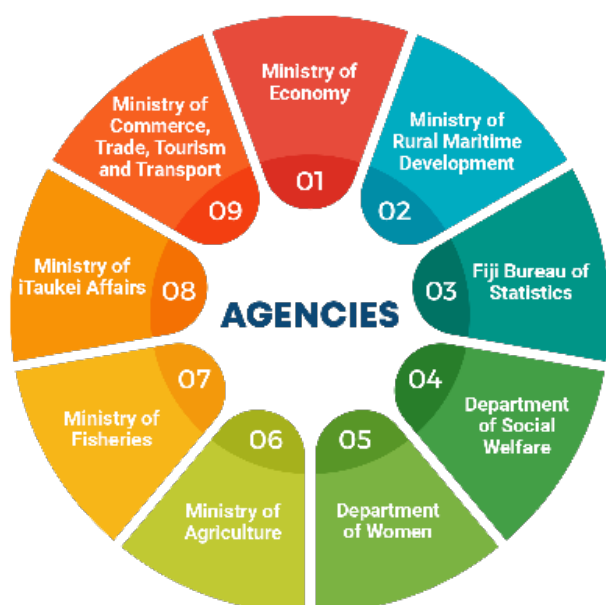 Ministry of
Economy
01
Ministry of
Rural Maritime
Development
02
Fiji Bureau of
Statistics
03
Department
of Social
Welfare
04
Department
of Women
05
Ministry of
Agriculture
06
Ministry of
Fisheries
07
Ministry of
iTaukei Affairs
08
Ministry of
Commerce,
Trade, Tourism
and Transport
09
AGENCIES